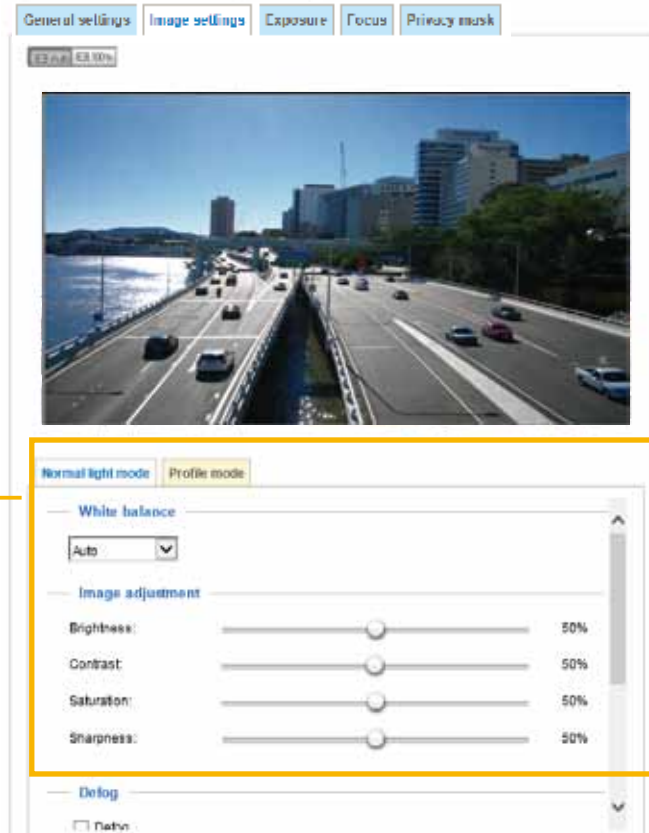 General settings Image settings Exposure Focus Privacy mask
Normal light mode Profile mode
White balance
Auto
Image adjustment
Brightness: 50%
Contrast: 50%
Saturation: 50%
Sharpness: 50%
Defog
Defog